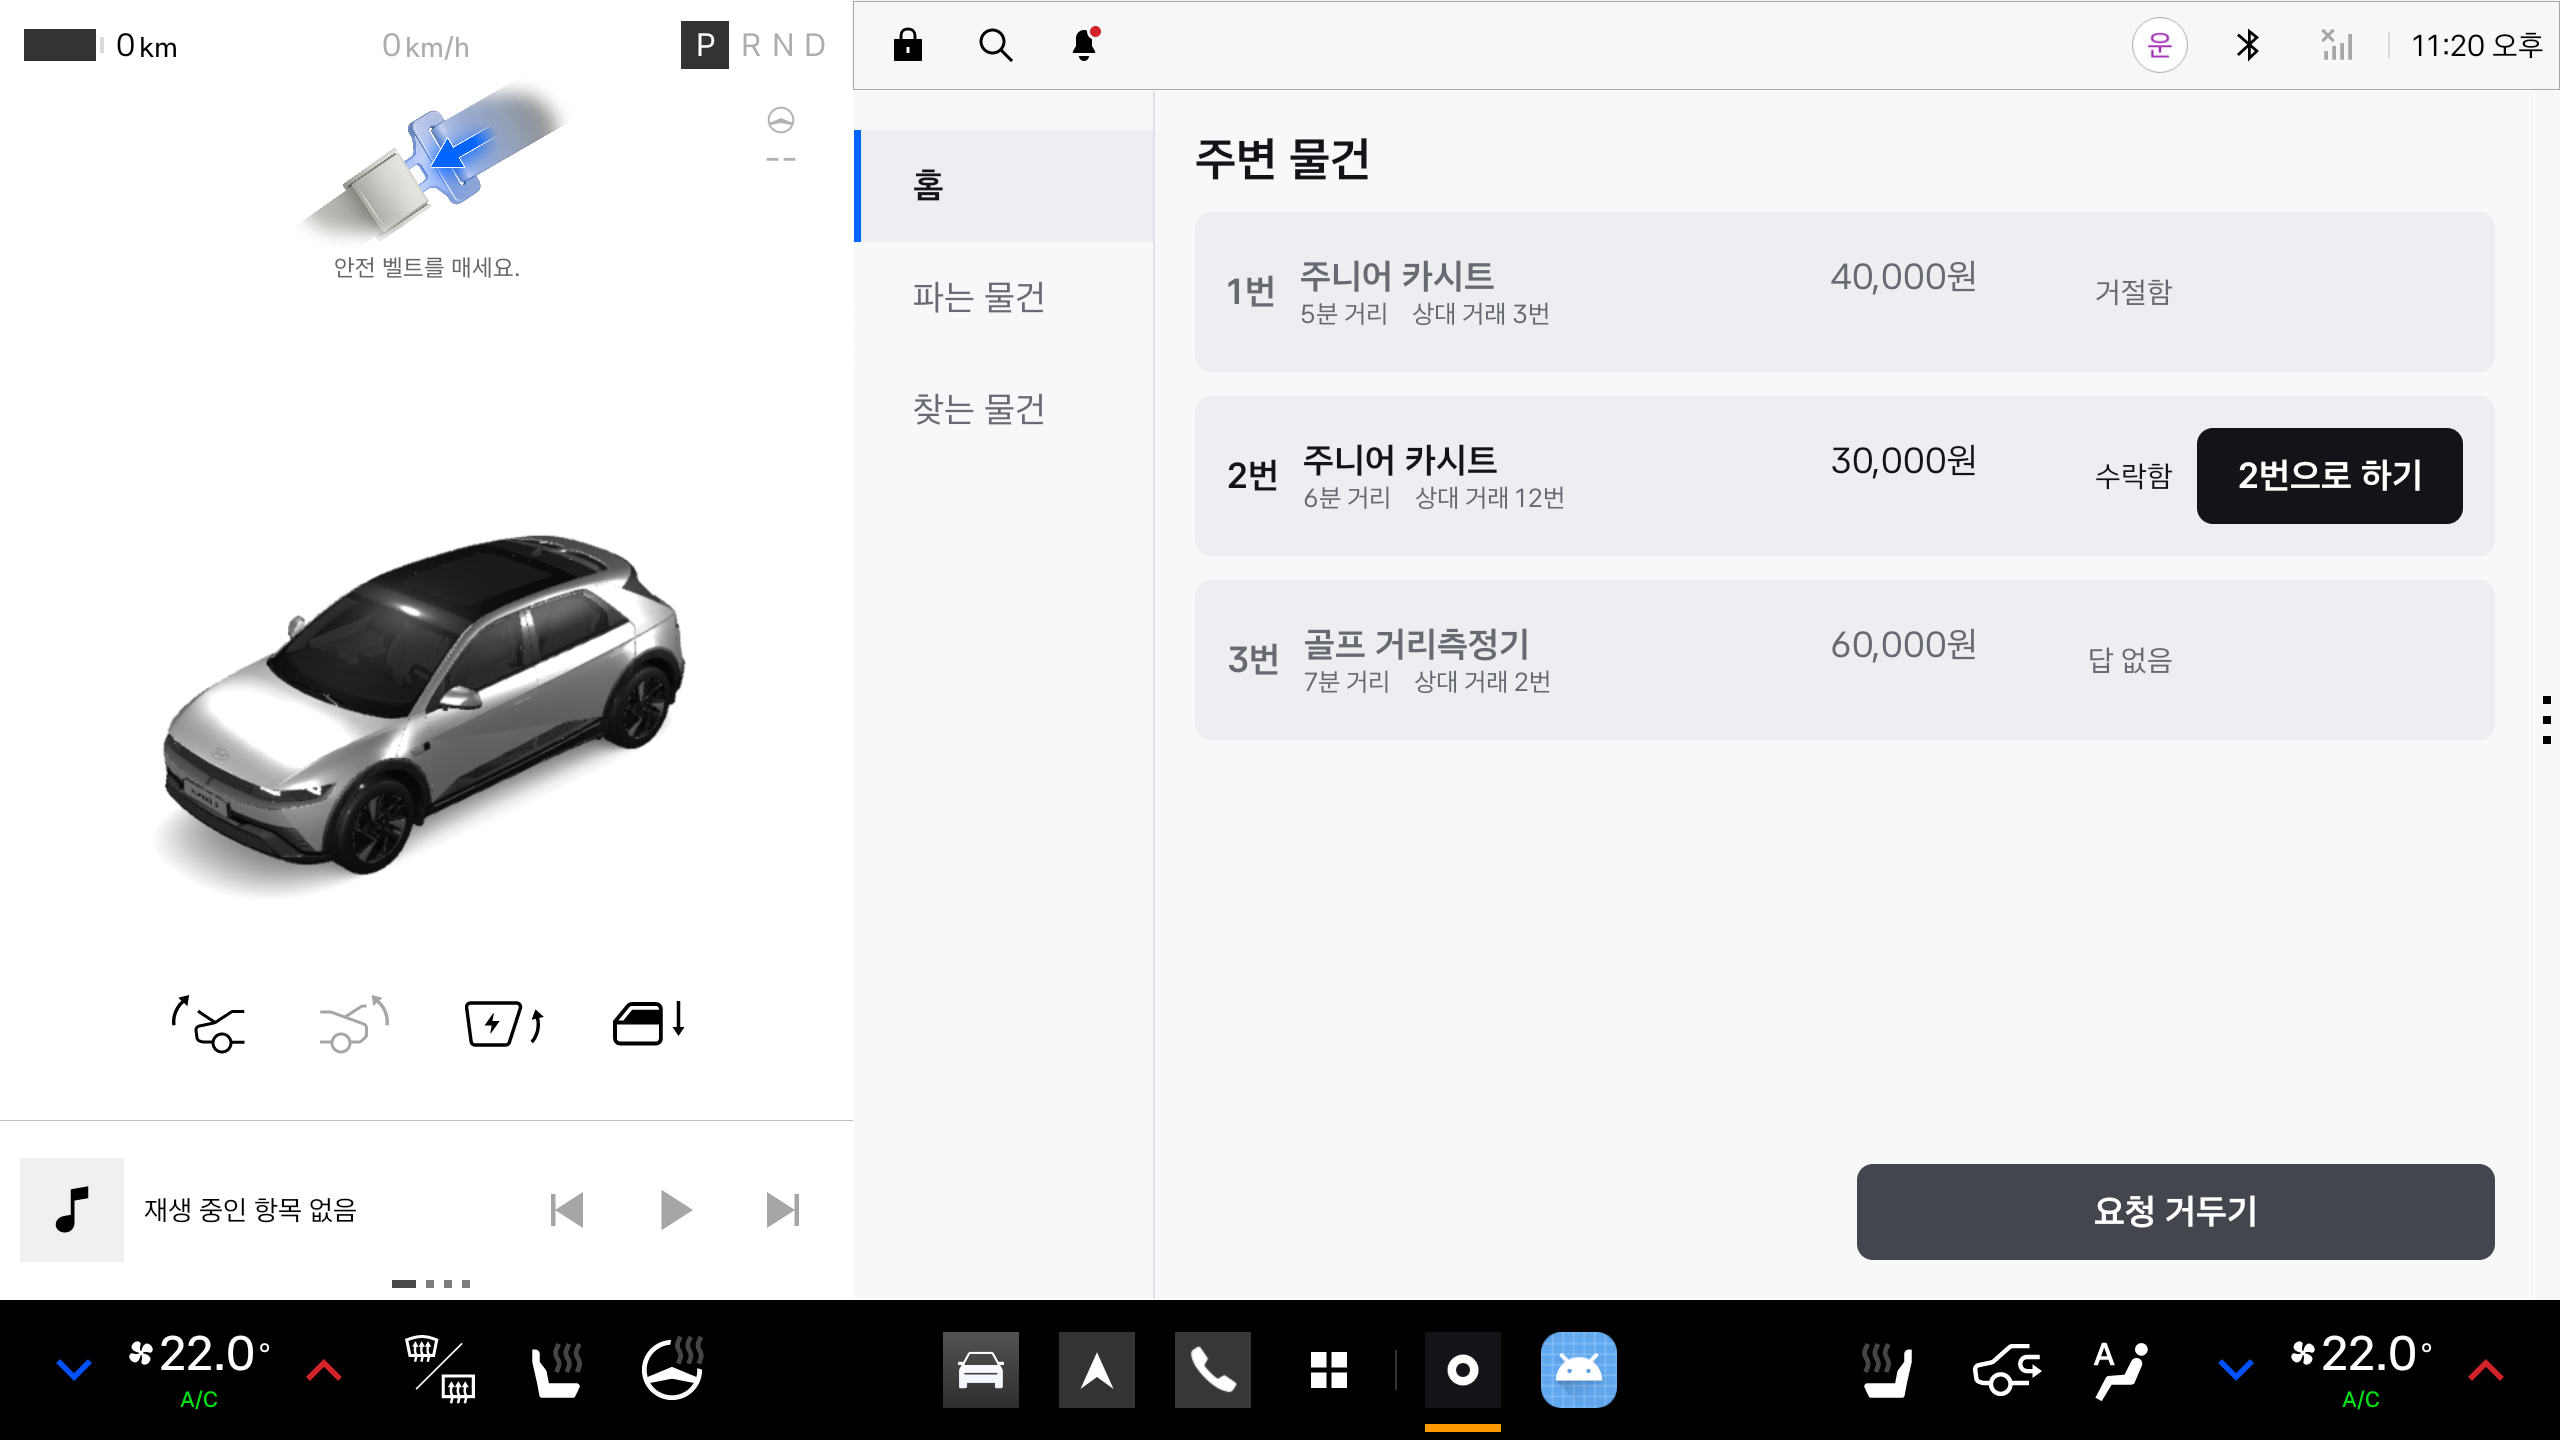 0 km
0 km/h
P R N D
안전 벨트를 매세요.
재생 중인 항목 없음
운
11:20 오후
홈
파는 물건
찾는 물건
주변 물건
1번
주니어 카시트
5분 거리 상대 거래 3번
40,000원
거절함
2번
주니어 카시트
6분 거리 상대 거래 12번
30,000원
수락함
2번으로 하기
3번
골프 거리측정기
7분 거리 상대 거래 2번
60,000원
답 없음
요청 거두기
22.0°
A/C
A
22.0°
A/C